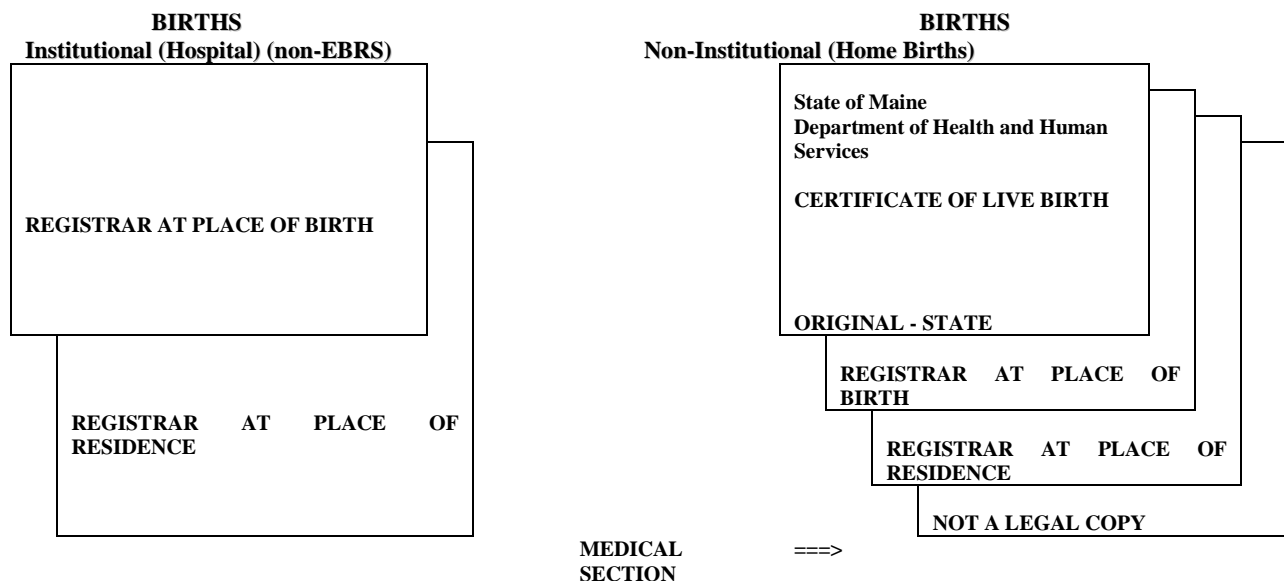 BIRTHS
Institutional (Hospital) (non-EBRS)
REGISTRAR AT PLACE OF BIRTH
REGISTRAR AT PLACE OF
RESIDENCE
BIRTHS
Non-Institutional (Home Births)
State of Maine
Department of Health and Human
Services
CERTIFICATE OF LIVE BIRTH
ORIGINAL - STATE
REGISTRAR AT PLACE OF
BIRTH
REGISTRAR AT PLACE OF
RESIDENCE
NOT A LEGAL COPY
MEDICAL ===>
SECTION